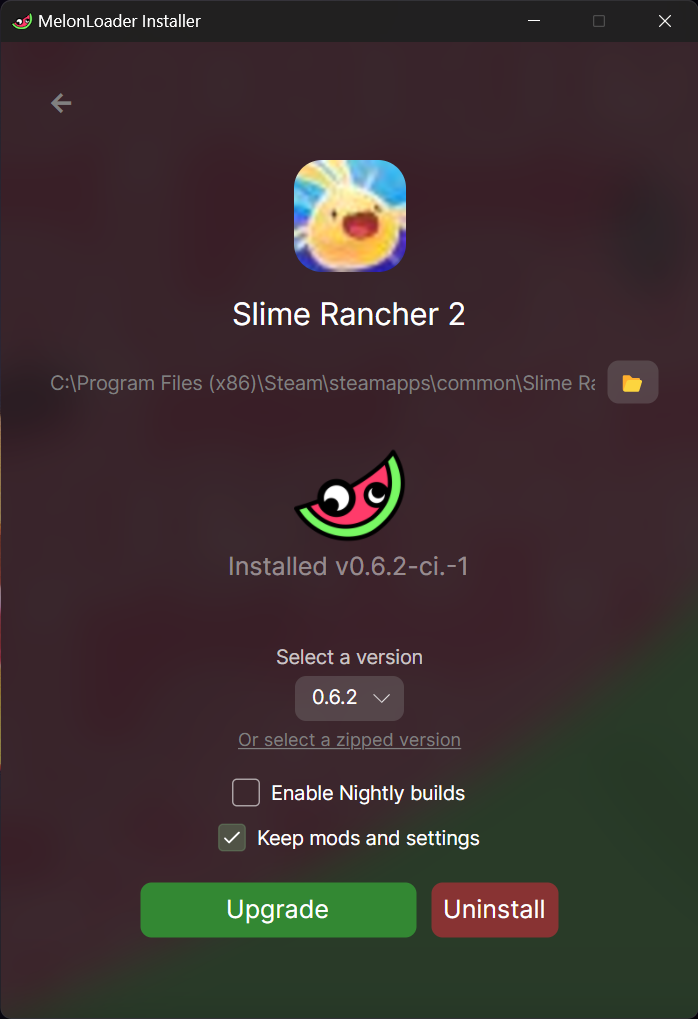 MelonLoader Installer
Slime Rancher 2
C:\Program Files (x86)\Steam\steamapps\common\Slime Ra
Installed v0.6.2-ci.-1
Select a version
0.6.2
Or select a zipped version
Enable Nightly builds
Keep mods and settings
Upgrade Uninstall